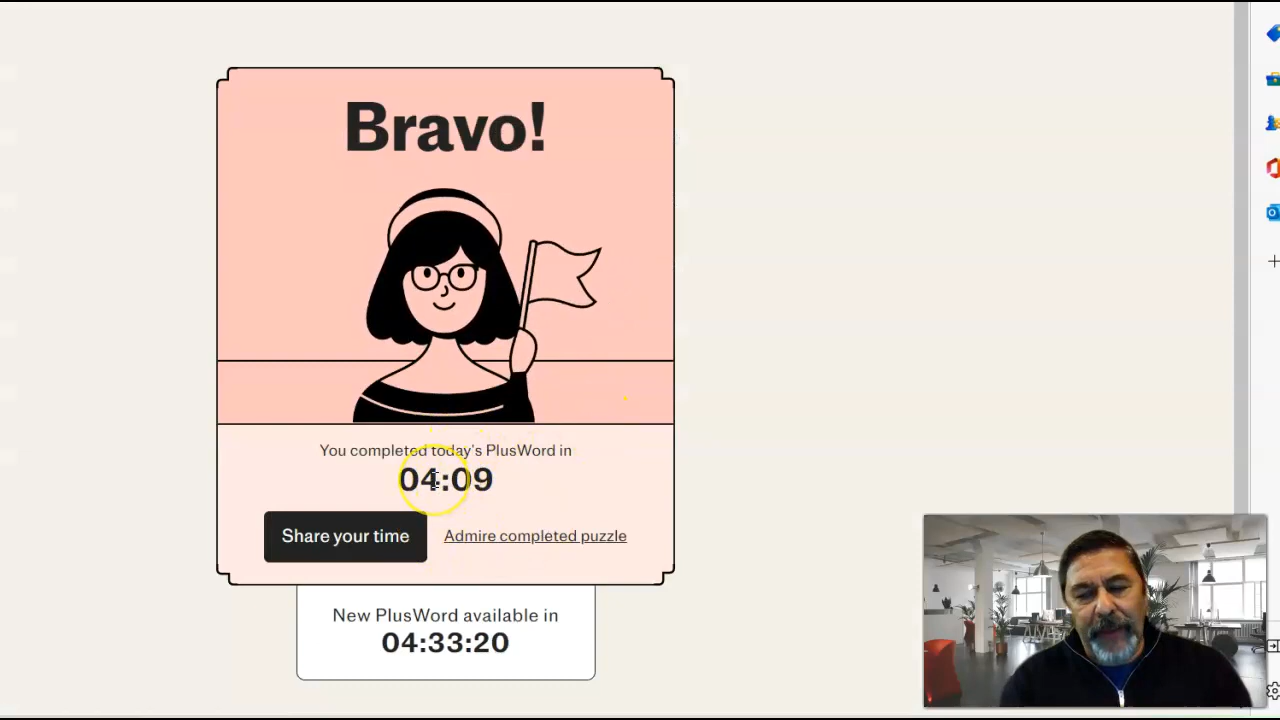 Bravo!
You completed today's PlusWord in
04:09
Share your time
Admire completed puzzle
New PlusWord available in
04:33:20